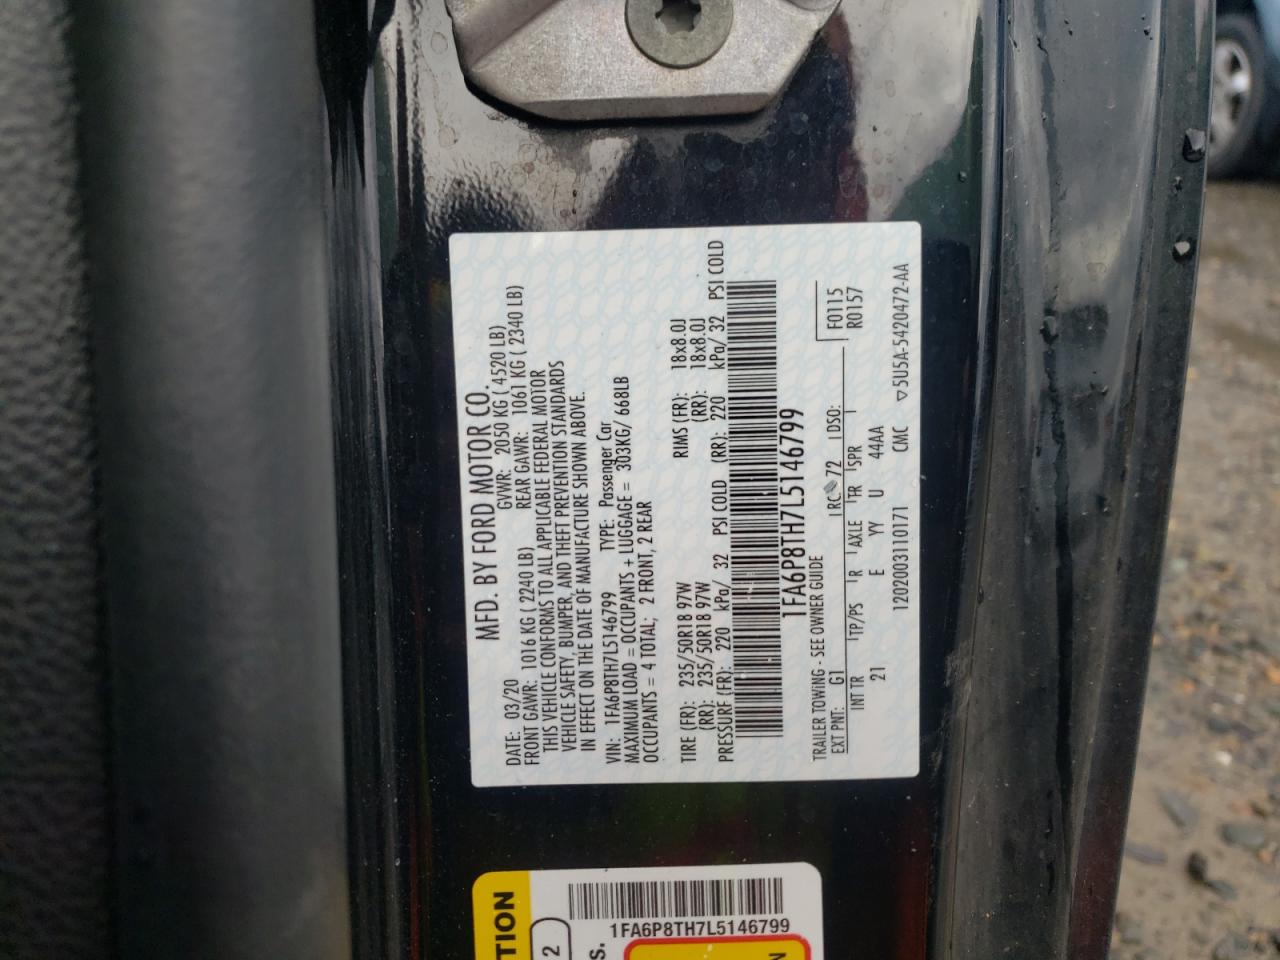 MFD. BY FORD MOTOR CO.
DATE: 03/20 GVWR: 2050 KG ( 4520 LB)
FRONT GAWR: 1016 KG ( 2240 LB) REAR GAWR: 1061 KG ( 2340 LB)
THIS VEHICLE CONFORMS TO ALL APPLICABLE FEDERAL MOTOR
VEHICLE SAFETY, BUMPER, AND THEFT PREVENTION STANDARDS
IN EFFECT ON THE DATE OF MANUFACTURE SHOWN ABOVE.
VIN: 1FA6P8TH7L5146799 TYPE: Passenger Car
MAXIMUM LOAD = OCCUPANTS + LUGGAGE = 303KG/ 668LB
OCCUPANTS = 4 TOTAL; 2 FRONT, 2 REAR
TIRE (FR): 235/50R18 97W RIMS (FR): 18x8.0J
(RR): 235/50R18 97W (RR): 18x8.0J
PRESSURE (FR): 220 kPa/ 32 PSI COLD (RR): 220 kPa/ 32 PSI COLD
1FA6P8TH7L5146799
TRAILER TOWING - SEE OWNER GUIDE F0115
EXT PNT: G1 RC: 72 DSO: R0157
INT TR TP/PS R AXLE TR SPR
21 E YY U 44AA
1202003110171 CMC ▽5U5A-5420472-AA
TION
2
S.
1FA6P8TH7L5146799
N